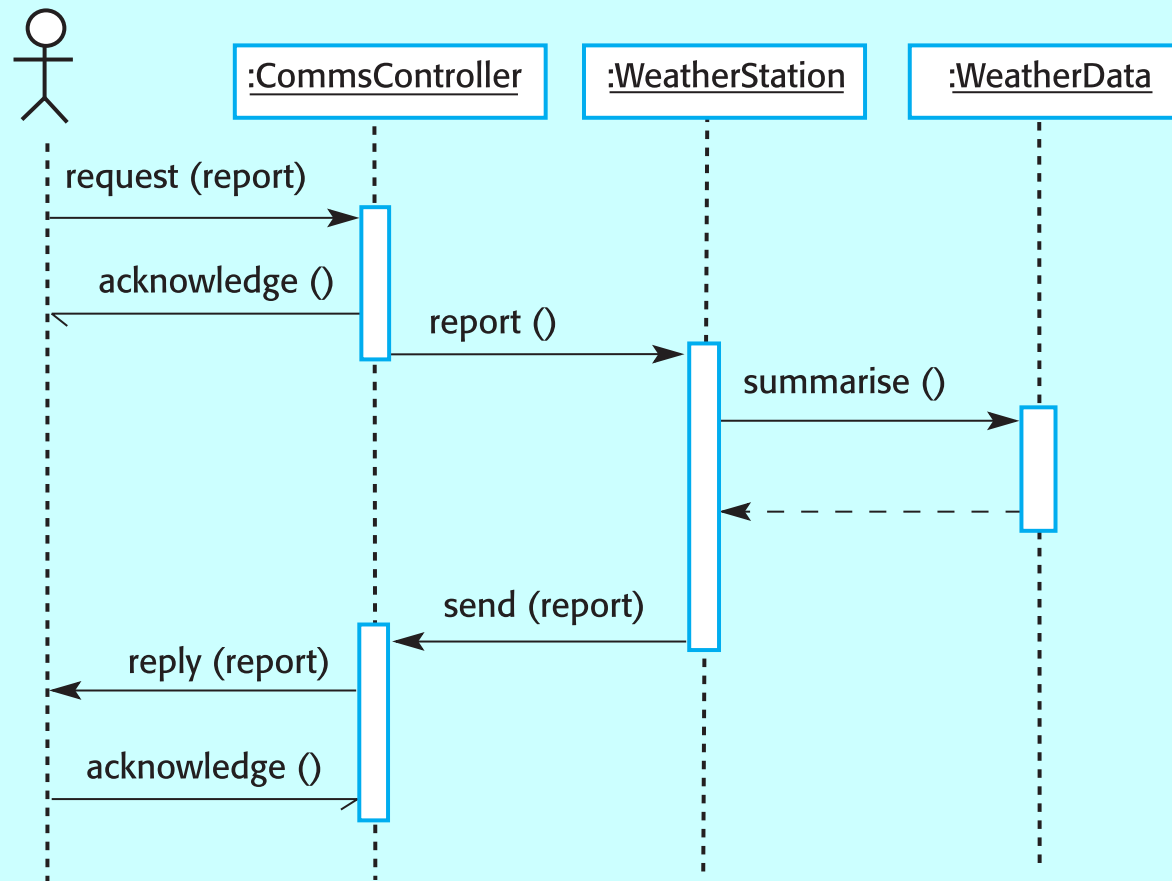 :CommsController
:WeatherStation
:WeatherData
request (report)
acknowledge ()
report ()
summarise ()
send (report)
reply (report)
acknowledge ()